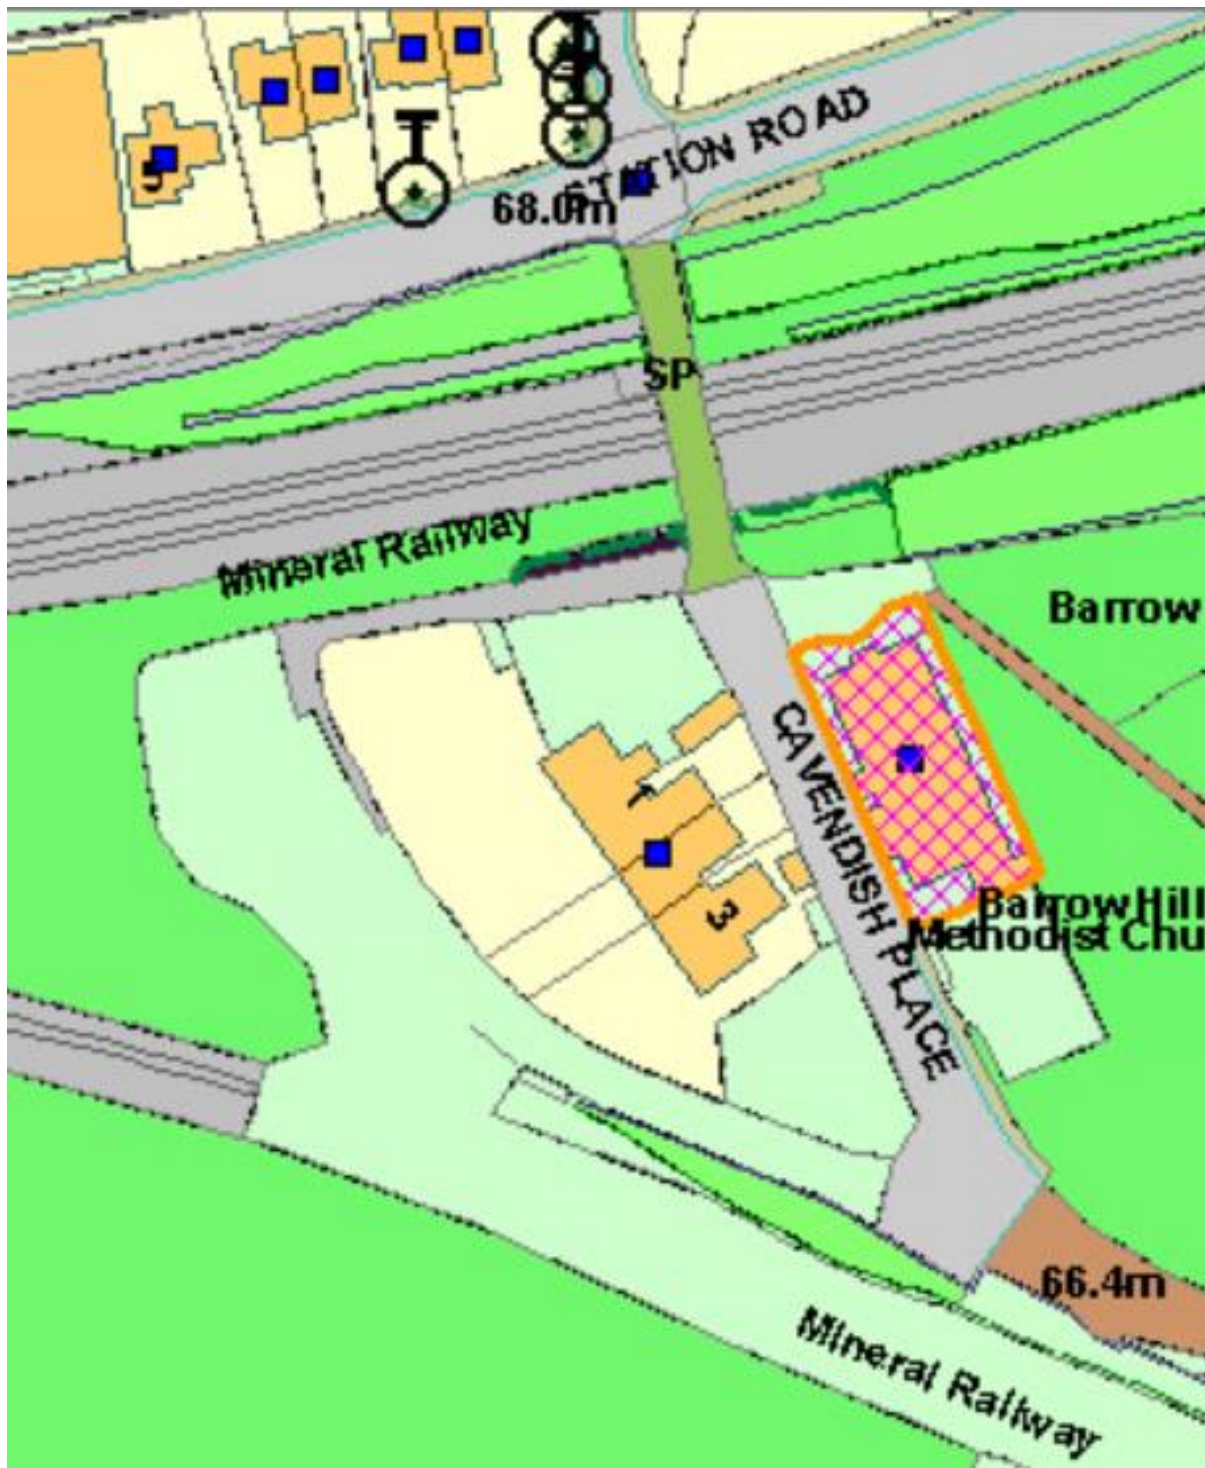 STATION ROAD
68.0m
5
SP
Mineral Railway
Barrow
1
CAVENDISH PLACE
3
Barrow Hill
Methodist Chu
66.4m
Mineral Railway